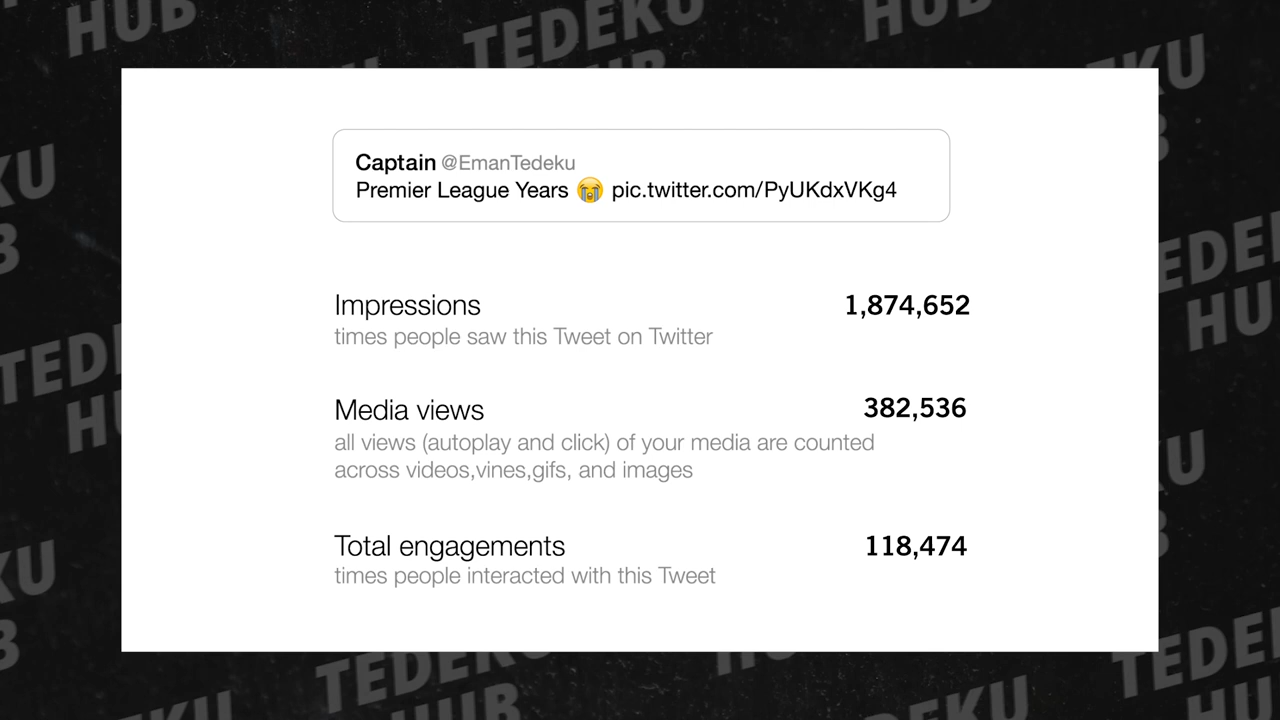 TEDEKU
HUB
Captain @EmanTedeku
Premier League Years 😭 pic.twitter.com/PyUKdxVKg4
Impressions 1,874,652
times people saw this Tweet on Twitter
Media views 382,536
all views (autoplay and click) of your media are counted
across videos,vines,gifs, and images
Total engagements 118,474
times people interacted with this Tweet